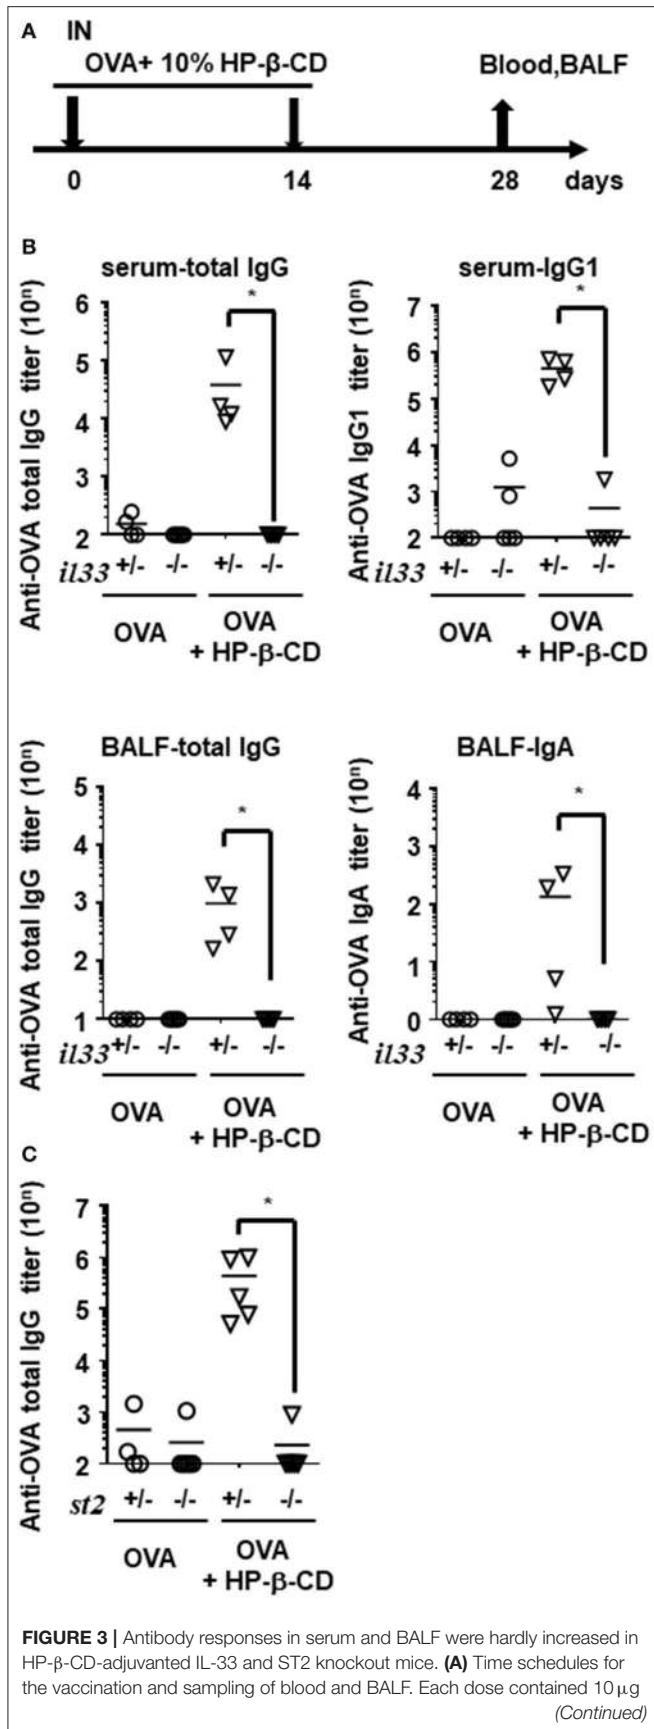 A IN
OVA+ 10% HP-β-CD
Blood,BALF
0 14 28 days
B
serum-total IgG
Anti-OVA total IgG titer (10ⁿ)
6
5
4
3
2
il33 +/- -/- +/- -/-
OVA OVA
+ HP-β-CD
*
serum-IgG1
Anti-OVA IgG1 titer (10ⁿ)
7
6
5
4
3
2
il33 +/- -/- +/- -/-
OVA OVA
+ HP-β-CD
*
BALF-total IgG
Anti-OVA total IgG titer (10ⁿ)
5
4
3
2
1
il33 +/- -/- +/- -/-
OVA OVA
+ HP-β-CD
*
BALF-IgA
Anti-OVA IgA titer (10ⁿ)
4
3
2
1
0
il33 +/- -/- +/- -/-
OVA OVA
+ HP-β-CD
*
C
Anti-OVA total IgG titer (10ⁿ)
7
6
5
4
3
2
st2 +/- -/- +/- -/-
OVA OVA
+ HP-β-CD
*
FIGURE 3 | Antibody responses in serum and BALF were hardly increased in
HP-β-CD-adjuvanted IL-33 and ST2 knockout mice. (A) Time schedules for
the vaccination and sampling of blood and BALF. Each dose contained 10 μg
(Continued)